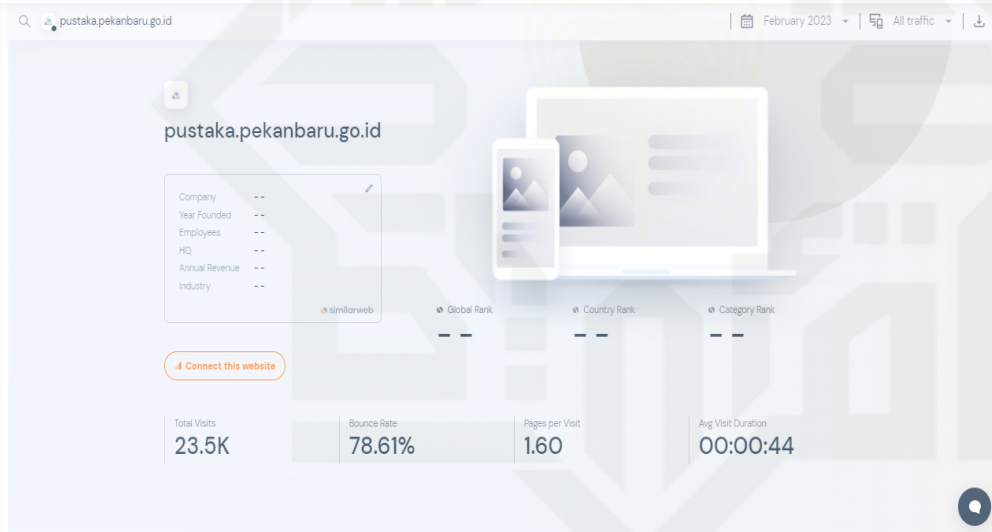 pustaka.pekanbaru.go.id
February 2023
All traffic
pustaka.pekanbaru.go.id
Company - -
Year Founded - -
Employees - -
HQ - -
Annual Revenue - -
Industry - -
similarweb
Global Rank
- -
Country Rank
- -
Category Rank
- -
Connect this website
Total Visits
23.5K
Bounce Rate
78.61%
Pages per Visit
1.60
Avg Visit Duration
00:00:44